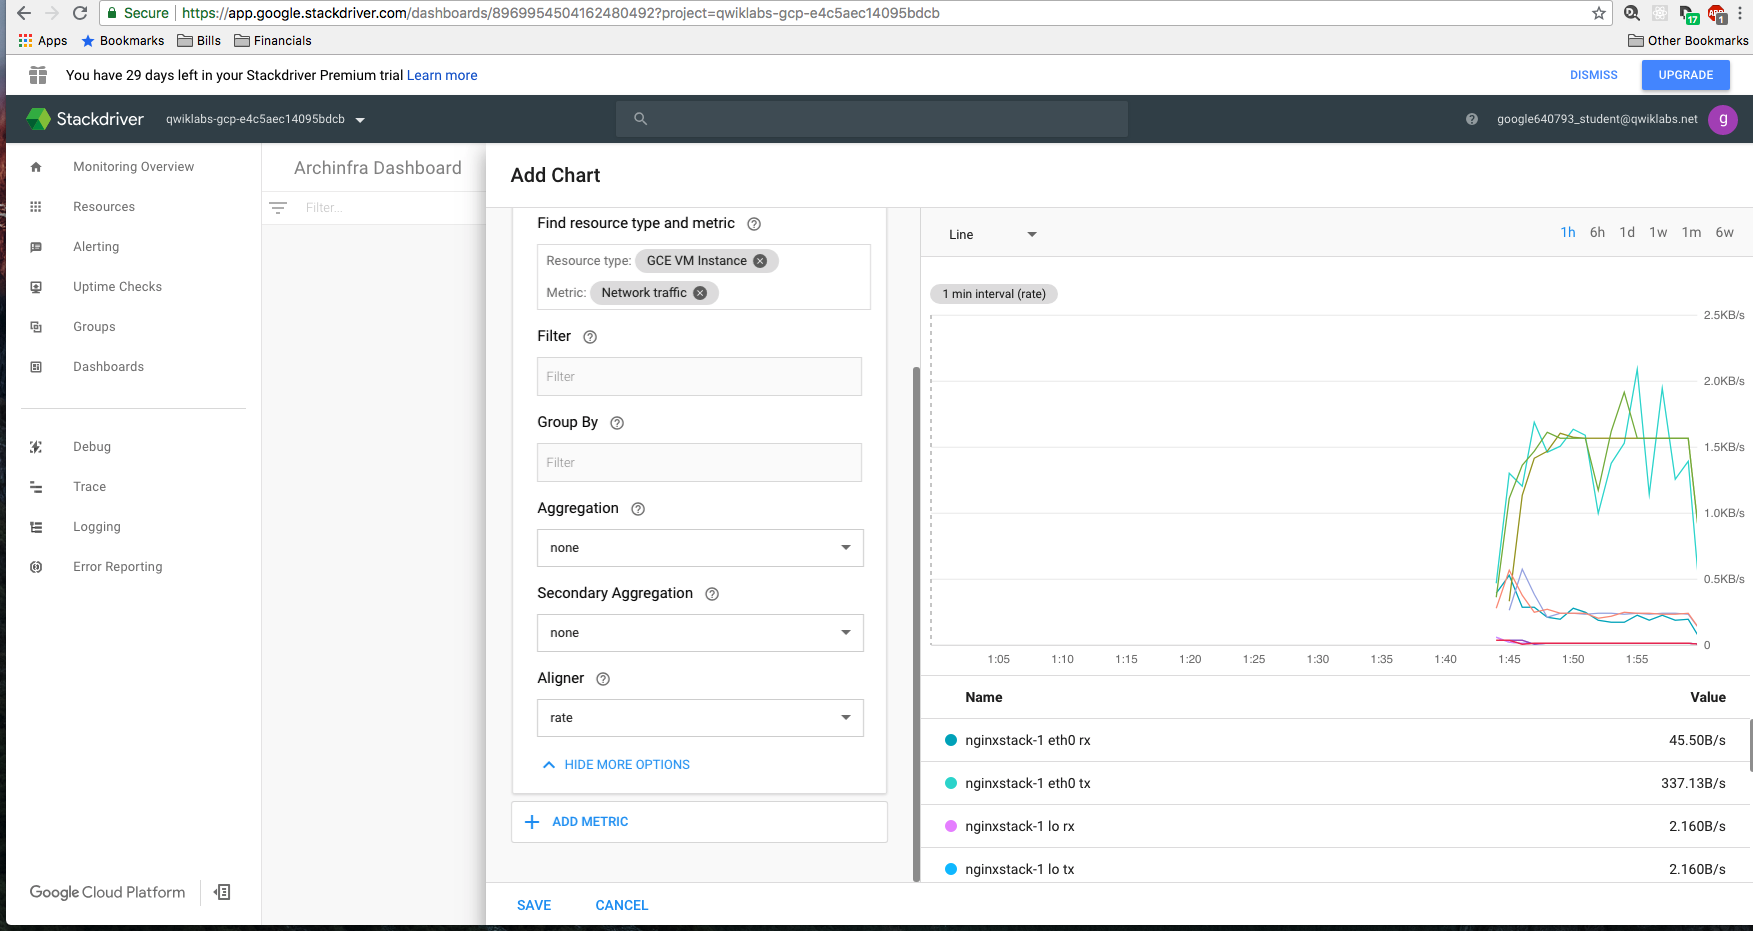 Secure https://app.google.stackdriver.com/dashboards/8969954504162480492?project=qwiklabs-gcp-e4c5aec14095bdcb
17
1
Apps Bookmarks Bills Financials Other Bookmarks
You have 29 days left in your Stackdriver Premium trial Learn more DISMISS UPGRADE
Stackdriver qwiklabs-gcp-e4c5aec14095bdcb google640793_student@qwiklabs.net g
Monitoring Overview
Resources
Alerting
Uptime Checks
Groups
Dashboards
Debug
Trace
Logging
Error Reporting
Google Cloud Platform
Archinfra Dashboard
Filter...
Add Chart
Find resource type and metric
Resource type: GCE VM Instance
Metric: Network traffic
Filter
Filter
Group By
Filter
Aggregation
none
Secondary Aggregation
none
Aligner
rate
HIDE MORE OPTIONS
ADD METRIC
SAVE CANCEL
Line
1h 6h 1d 1w 1m 6w
1 min interval (rate)
2.5KB/s
2.0KB/s
1.5KB/s
1.0KB/s
0.5KB/s
0
1:05 1:10 1:15 1:20 1:25 1:30 1:35 1:40 1:45 1:50 1:55
Name Value
nginxstack-1 eth0 rx 45.50B/s
nginxstack-1 eth0 tx 337.13B/s
nginxstack-1 lo rx 2.160B/s
nginxstack-1 lo tx 2.160B/s